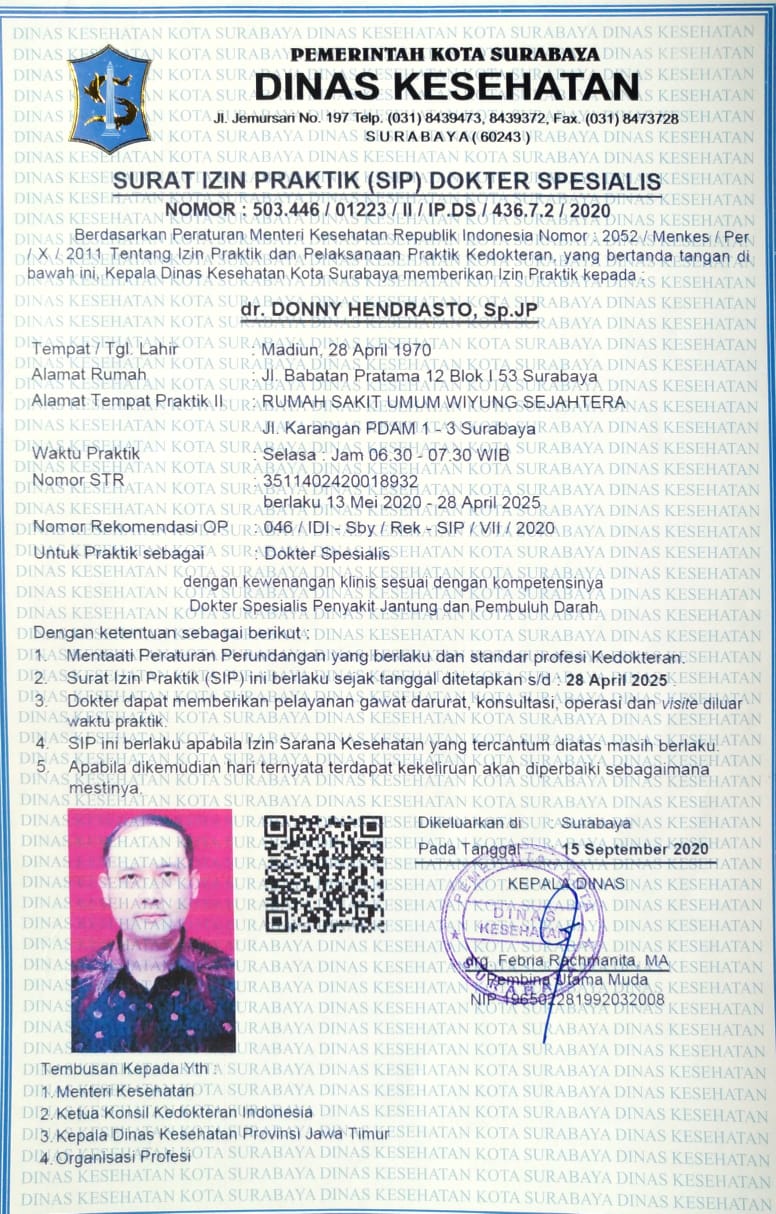 PEMERINTAH KOTA SURABAYA
DINAS KESEHATAN
Jl. Jemursari No. 197 Telp. (031) 8439473, 8439372, Fax. (031) 8473728
SURABAYA ( 60243 )
SURAT IZIN PRAKTIK (SIP) DOKTER SPESIALIS
NOMOR : 503.446 / 01223 / II / IP.DS / 436.7.2 / 2020
Berdasarkan Peraturan Menteri Kesehatan Republik Indonesia Nomor : 2052 / Menkes / Per
/ X / 2011 Tentang Izin Praktik dan Pelaksanaan Praktik Kedokteran, yang bertanda tangan di
bawah ini, Kepala Dinas Kesehatan Kota Surabaya memberikan Izin Praktik kepada :
dr. DONNY HENDRASTO, Sp.JP
Tempat / Tgl. Lahir : Madiun, 28 April 1970
Alamat Rumah : Jl. Babatan Pratama 12 Blok I 53 Surabaya
Alamat Tempat Praktik II : RUMAH SAKIT UMUM WIYUNG SEJAHTERA
Jl. Karangan PDAM 1 - 3 Surabaya
Waktu Praktik : Selasa : Jam 06.30 - 07.30 WIB
Nomor STR : 3511402420018932
berlaku 13 Mei 2020 - 28 April 2025
Nomor Rekomendasi OP : 046 / IDI - Sby / Rek - SIP / VII / 2020
Untuk Praktik sebagai : Dokter Spesialis
dengan kewenangan klinis sesuai dengan kompetensinya
Dokter Spesialis Penyakit Jantung dan Pembuluh Darah
Dengan ketentuan sebagai berikut :
1. Mentaati Peraturan Perundangan yang berlaku dan standar profesi Kedokteran.
2. Surat Izin Praktik (SIP) ini berlaku sejak tanggal ditetapkan s/d : 28 April 2025 .
3. Dokter dapat memberikan pelayanan gawat darurat, konsultasi, operasi dan visite diluar
waktu praktik.
4. SIP ini berlaku apabila Izin Sarana Kesehatan yang tercantum diatas masih berlaku.
5. Apabila dikemudian hari ternyata terdapat kekeliruan akan diperbaiki sebagaimana
mestinya.
Dikeluarkan di : Surabaya
Pada Tanggal : 15 September 2020
KEPALA DINAS
PEMERINTAH KOTA
DINAS
KESEHATAN
SURABAYA
drg. Febria Rachmanita, MA
Pembina Utama Muda
NIP 196502281992032008
Tembusan Kepada Yth :
1. Menteri Kesehatan
2. Ketua Konsil Kedokteran Indonesia
3. Kepala Dinas Kesehatan Provinsi Jawa Timur
4. Organisasi Profesi